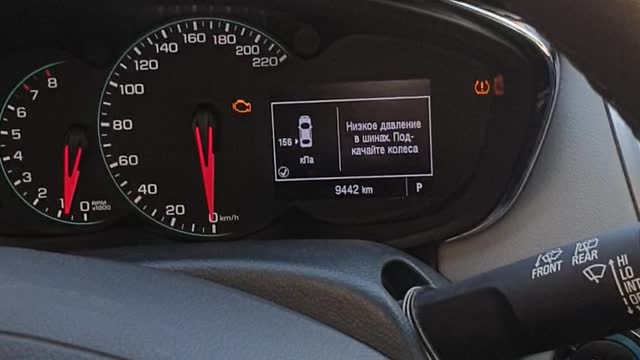 140 160 180 200 220
120
100
80
60
40
20
0
km/h
8
7
6
5
4
3
2
1
0
RPM
x1000
156
кПа
Низкое давление
в шинах. Под-
качайте колеса
9442 km
P
FRONT
REAR
HI
LO
INT